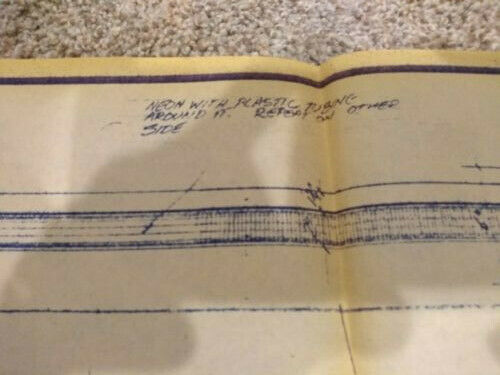 NEON WITH PLASTIC TUBING
AROUND IT. REPEAT ON OTHER
SIDE